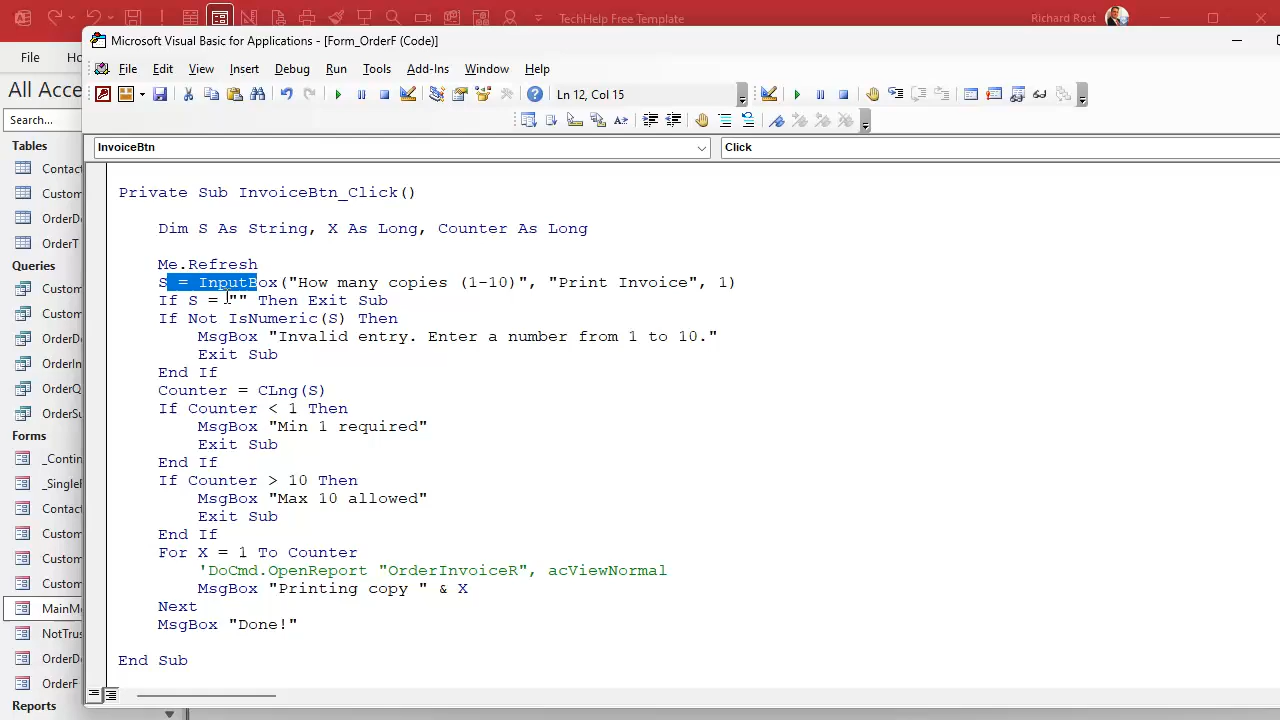 TechHelp Free Template
Richard Rost
File
Ho
Microsoft Visual Basic for Applications - [Form_OrderF (Code)]
File Edit View Insert Debug Run Tools Add-Ins Window Help
Ln 12, Col 15
All Acce
Search...
Tables
Contact
Custom
OrderDe
OrderT
Queries
Custom
Custom
OrderDe
OrderIn
OrderQ
OrderSu
Forms
_Contin
_Singlef
Contact
Custom
Custom
Custom
MainMe
NotTrus
OrderDe
OrderF
Reports
InvoiceBtn
Click
Private Sub InvoiceBtn_Click()
Dim S As String, X As Long, Counter As Long
Me.Refresh
S = InputBox("How many copies (1-10)", "Print Invoice", 1)
If S = "" Then Exit Sub
If Not IsNumeric(S) Then
MsgBox "Invalid entry. Enter a number from 1 to 10."
Exit Sub
End If
Counter = CLng(S)
If Counter < 1 Then
MsgBox "Min 1 required"
Exit Sub
End If
If Counter > 10 Then
MsgBox "Max 10 allowed"
Exit Sub
End If
For X = 1 To Counter
'DoCmd.OpenReport "OrderInvoiceR", acViewNormal
MsgBox "Printing copy " & X
Next
MsgBox "Done!"
End Sub